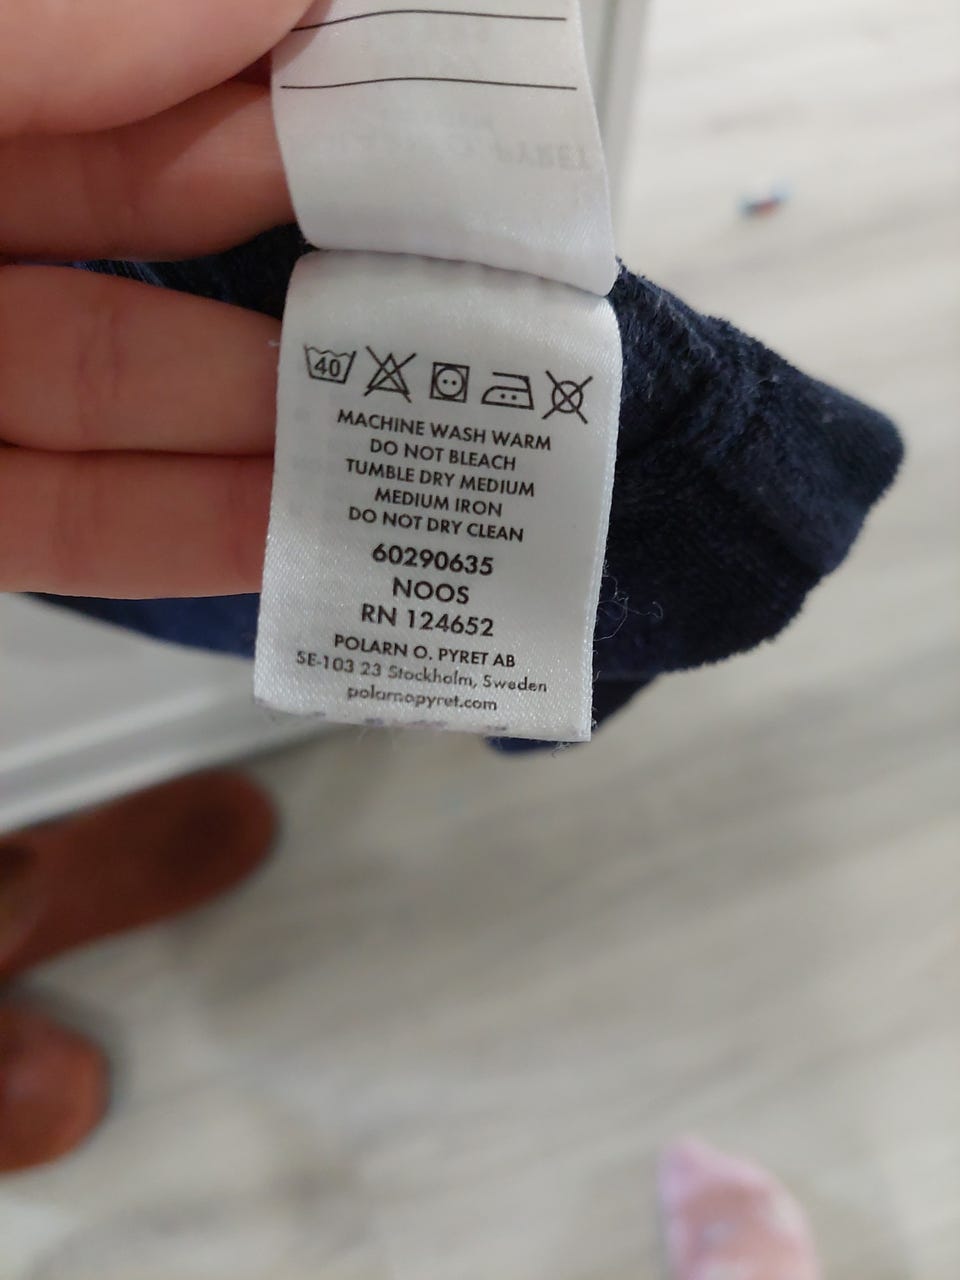 40
MACHINE WASH WARM
DO NOT BLEACH
TUMBLE DRY MEDIUM
MEDIUM IRON
DO NOT DRY CLEAN
60290635
NOOS
RN 124652
POLARN O. PYRET AB
SE-103 23 Stockholm, Sweden
polarnopyret.com